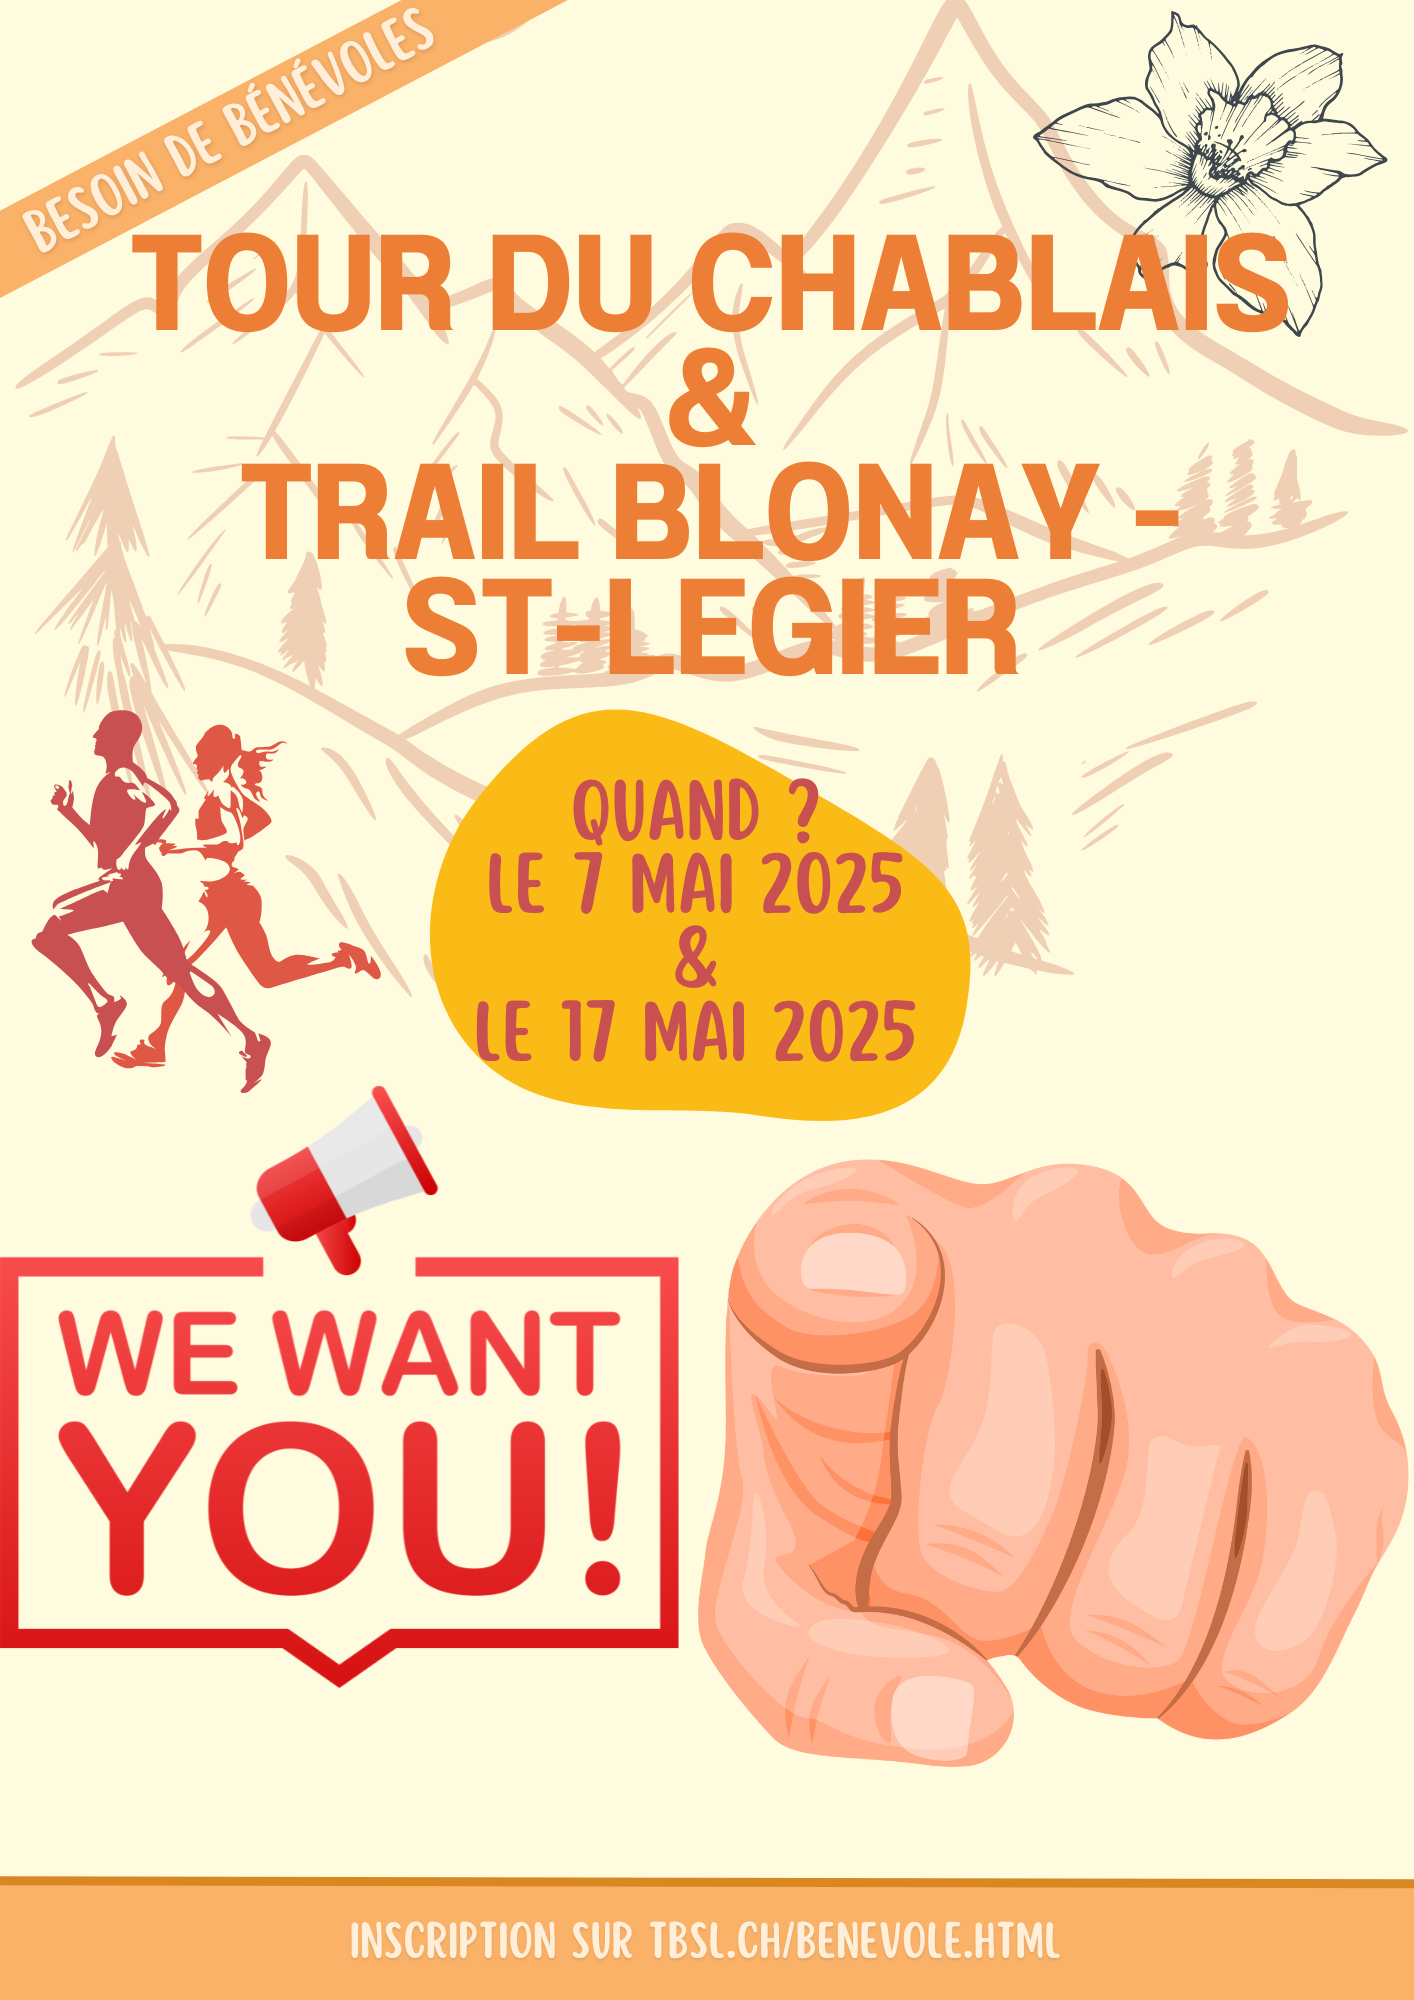 BESOIN DE BÉNÉVOLES
TOUR DU CHABLAIS
&
TRAIL BLONAY -
ST-LEGIER
QUAND ?
LE 7 MAI 2025
&
LE 17 MAI 2025
WE WANT
YOU!
INSCRIPTION SUR TBSL.CH/BENEVOLE.HTML